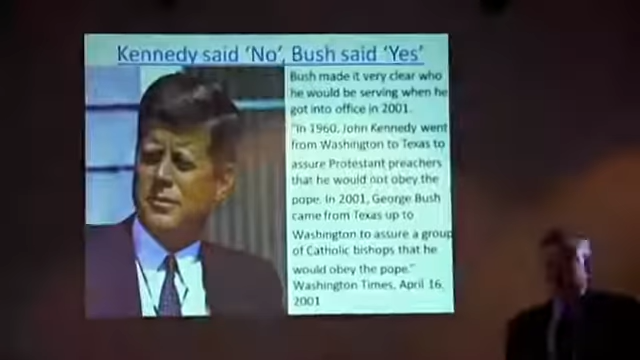 Kennedy said 'No', Bush said 'Yes'
Bush made it very clear who
he would be serving when he
got into office in 2001.
"In 1960, John Kennedy went
from Washington to Texas to
assure Protestant preachers
that he would not obey the
pope. In 2001, George Bush
came from Texas up to
Washington to assure a group
of Catholic bishops that he
would obey the pope."
Washington Times, April 16,
2001